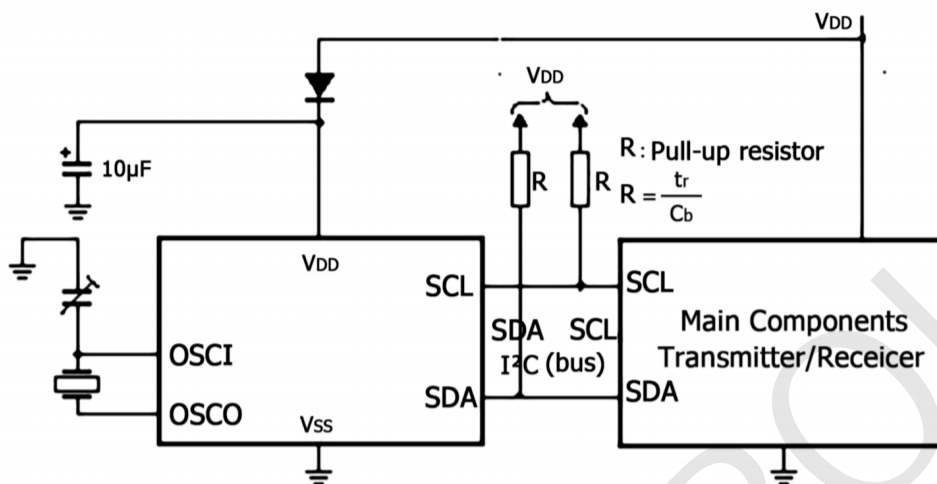 VDD
VDD
10µF
R: Pull-up resistor
R
R
R = tr
Cb
VDD
SCL
SCL
SDA SCL
I²C (bus)
Main Components
Transmitter/Receicer
OSCI
OSCO
SDA
SDA
VSS